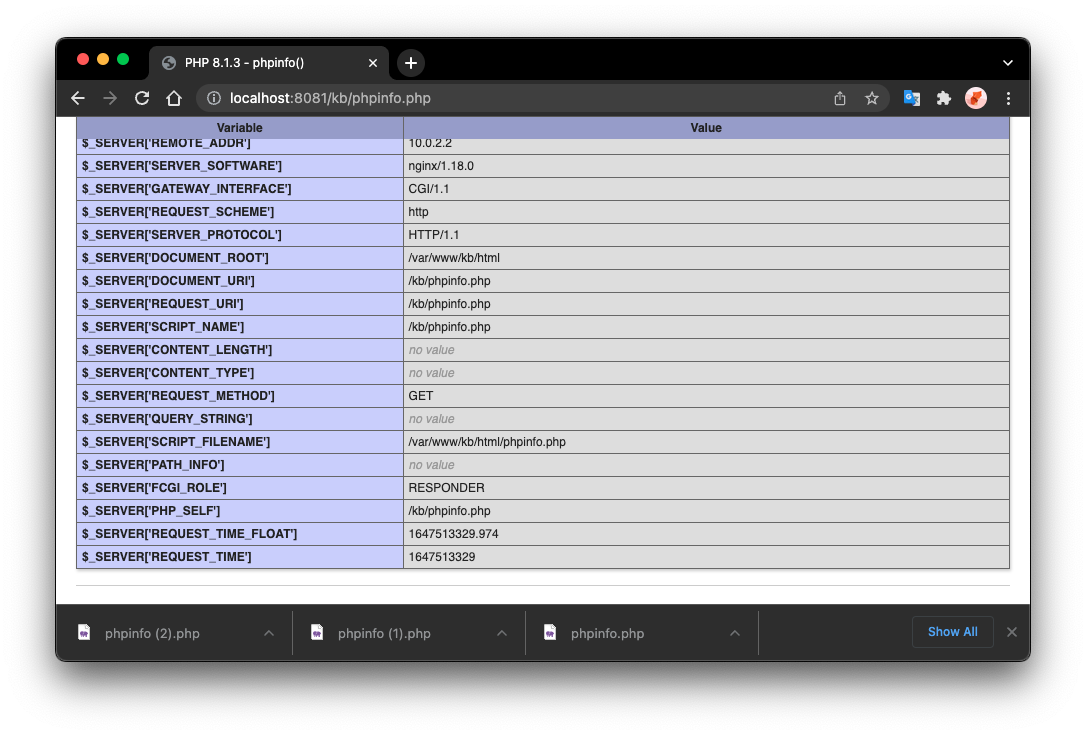 PHP 8.1.3 - phpinfo()
localhost:8081/kb/phpinfo.php
Variable Value
$_SERVER['REMOTE_ADDR'] 10.0.2.2
$_SERVER['SERVER_SOFTWARE'] nginx/1.18.0
$_SERVER['GATEWAY_INTERFACE'] CGI/1.1
$_SERVER['REQUEST_SCHEME'] http
$_SERVER['SERVER_PROTOCOL'] HTTP/1.1
$_SERVER['DOCUMENT_ROOT'] /var/www/kb/html
$_SERVER['DOCUMENT_URI'] /kb/phpinfo.php
$_SERVER['REQUEST_URI'] /kb/phpinfo.php
$_SERVER['SCRIPT_NAME'] /kb/phpinfo.php
$_SERVER['CONTENT_LENGTH'] no value
$_SERVER['CONTENT_TYPE'] no value
$_SERVER['REQUEST_METHOD'] GET
$_SERVER['QUERY_STRING'] no value
$_SERVER['SCRIPT_FILENAME'] /var/www/kb/html/phpinfo.php
$_SERVER['PATH_INFO'] no value
$_SERVER['FCGI_ROLE'] RESPONDER
$_SERVER['PHP_SELF'] /kb/phpinfo.php
$_SERVER['REQUEST_TIME_FLOAT'] 1647513329.974
$_SERVER['REQUEST_TIME'] 1647513329
phpinfo (2).php phpinfo (1).php phpinfo.php Show All